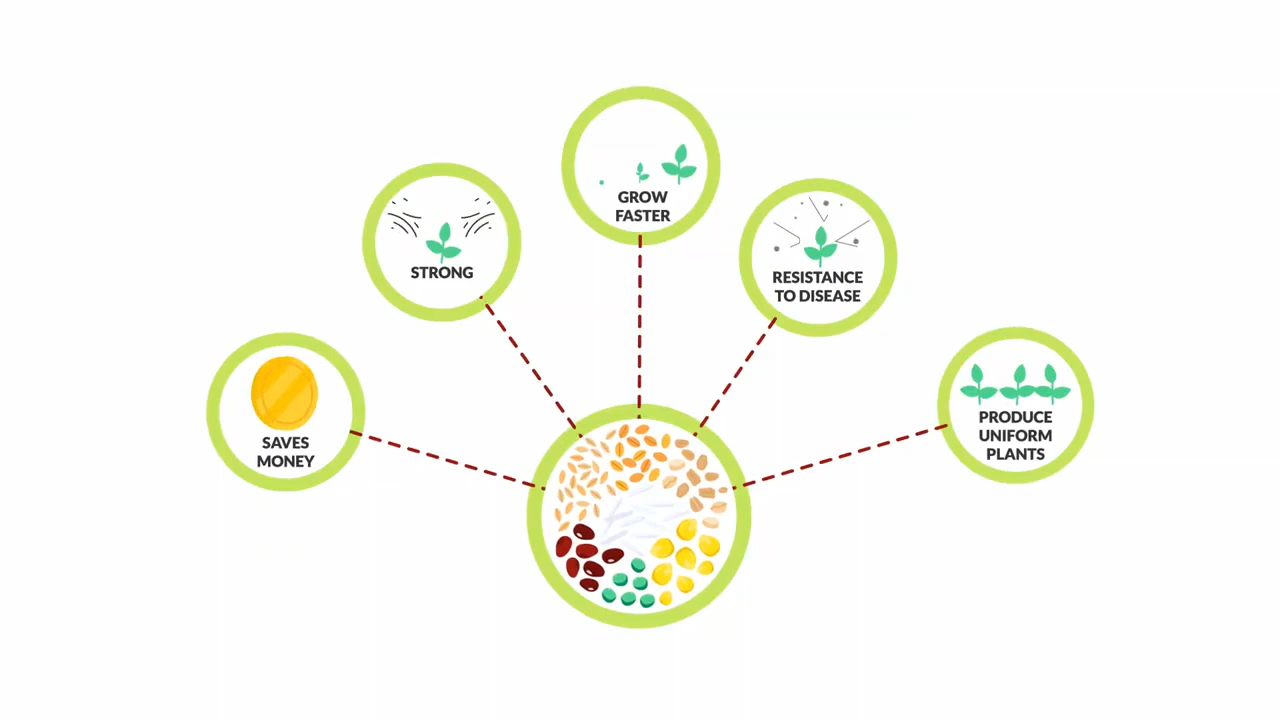 SAVES
MONEY
STRONG
GROW
FASTER
RESISTANCE
TO DISEASE
PRODUCE
UNIFORM
PLANTS